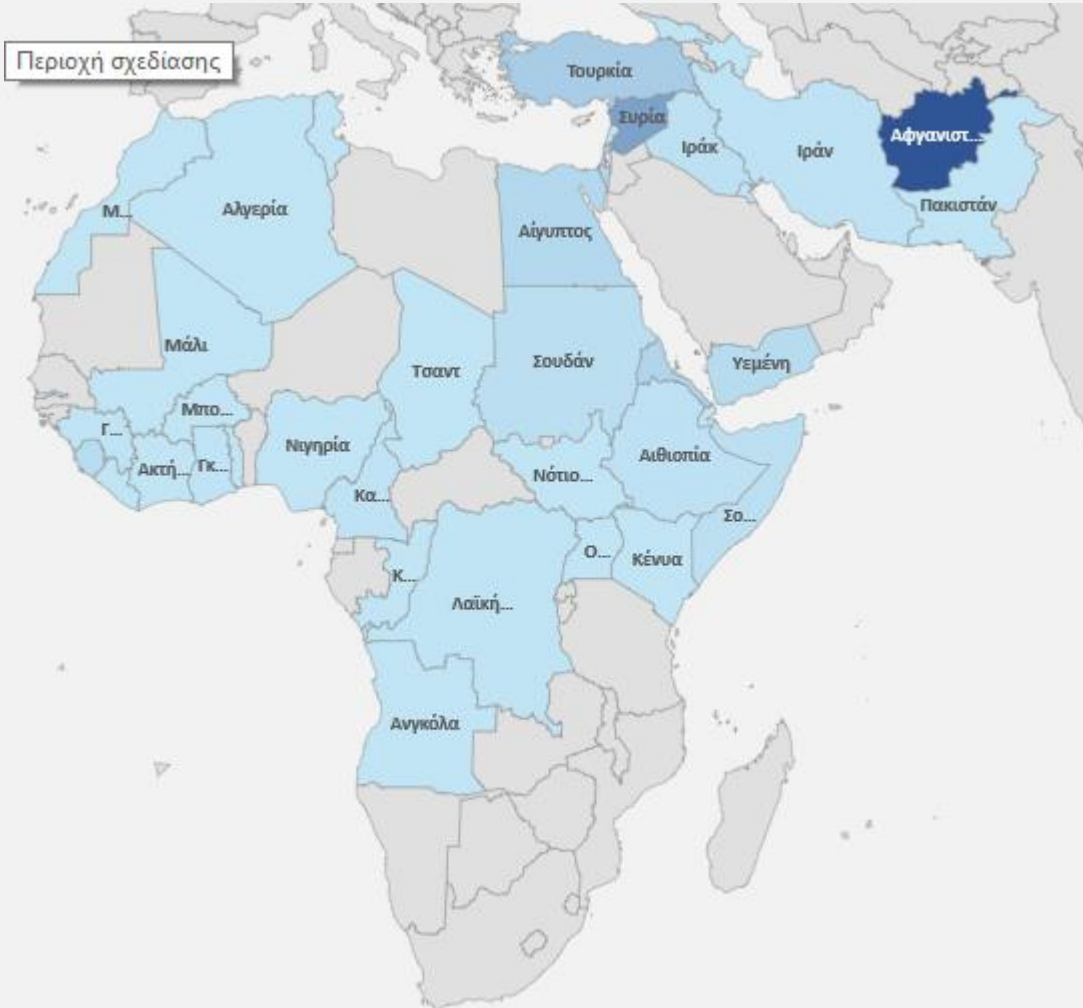 Περιοχή σχεδίασης
Τουρκία
Συρία
Αφγανιστ...
Ιράκ
Ιράν
Πακιστάν
Μ...
Αλγερία
Αίγυπτος
Μάλι
Τσαντ
Σουδάν
Υεμένη
Μπο...
Γ...
Νιγηρία
Αιθιοπία
Ακτή...
Γκ...
Νότιο...
Κα...
Σο...
Ο...
Κένυα
Κ...
Λαϊκή...
Ανγκόλα